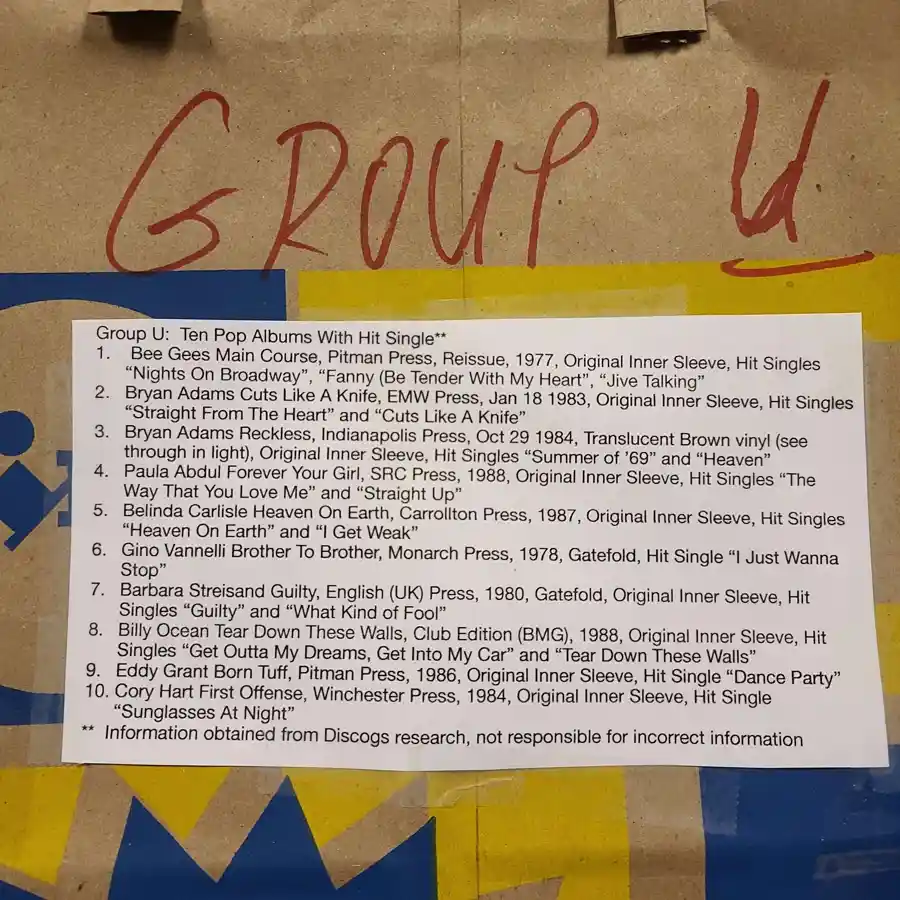 GROUP U
Group U: Ten Pop Albums With Hit Single**
1. Bee Gees Main Course, Pitman Press, Reissue, 1977, Original Inner Sleeve, Hit Singles
“Nights On Broadway”, “Fanny (Be Tender With My Heart”, “Jive Talking”
2. Bryan Adams Cuts Like A Knife, EMW Press, Jan 18 1983, Original Inner Sleeve, Hit Singles
“Straight From The Heart” and “Cuts Like A Knife”
3. Bryan Adams Reckless, Indianapolis Press, Oct 29 1984, Translucent Brown vinyl (see
through in light), Original Inner Sleeve, Hit Singles “Summer of ’69” and “Heaven”
4. Paula Abdul Forever Your Girl, SRC Press, 1988, Original Inner Sleeve, Hit Singles “The
Way That You Love Me” and “Straight Up”
5. Belinda Carlisle Heaven On Earth, Carrollton Press, 1987, Original Inner Sleeve, Hit Singles
“Heaven On Earth” and “I Get Weak”
6. Gino Vannelli Brother To Brother, Monarch Press, 1978, Gatefold, Hit Single “I Just Wanna
Stop”
7. Barbara Streisand Guilty, English (UK) Press, 1980, Gatefold, Original Inner Sleeve, Hit
Singles “Guilty” and “What Kind of Fool”
8. Billy Ocean Tear Down These Walls, Club Edition (BMG), 1988, Original Inner Sleeve, Hit
Singles “Get Outta My Dreams, Get Into My Car” and “Tear Down These Walls”
9. Eddy Grant Born Tuff, Pitman Press, 1986, Original Inner Sleeve, Hit Single “Dance Party”
10. Cory Hart First Offense, Winchester Press, 1984, Original Inner Sleeve, Hit Single
“Sunglasses At Night”
** Information obtained from Discogs research, not responsible for incorrect information